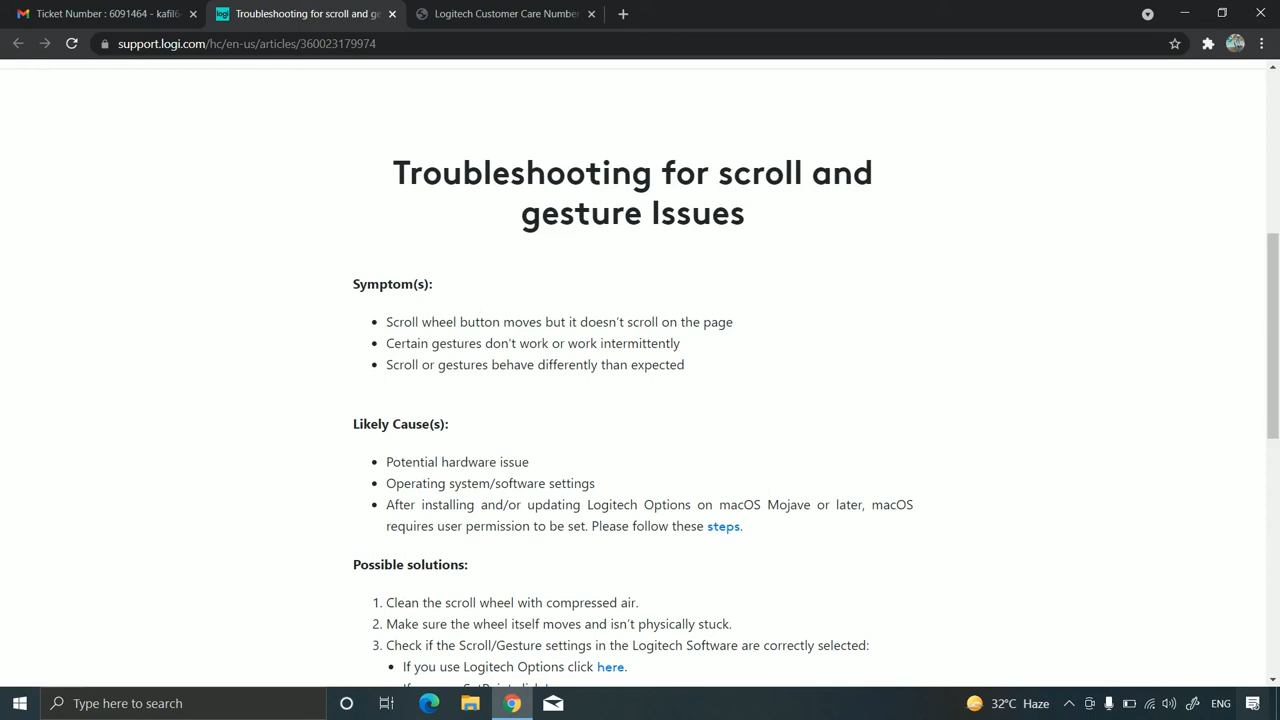 Ticket Number : 6091464 - kafil6
Troubleshooting for scroll and ge
Logitech Customer Care Number
support.logi.com/hc/en-us/articles/360023179974
Troubleshooting for scroll and
gesture Issues
Symptom(s):
• Scroll wheel button moves but it doesn't scroll on the page
• Certain gestures don't work or work intermittently
• Scroll or gestures behave differently than expected
Likely Cause(s):
• Potential hardware issue
• Operating system/software settings
• After installing and/or updating Logitech Options on macOS Mojave or later, macOS
requires user permission to be set. Please follow these steps.
Possible solutions:
1. Clean the scroll wheel with compressed air.
2. Make sure the wheel itself moves and isn't physically stuck.
3. Check if the Scroll/Gesture settings in the Logitech Software are correctly selected:
• If you use Logitech Options click here.
Type here to search
32°C Haze
ENG